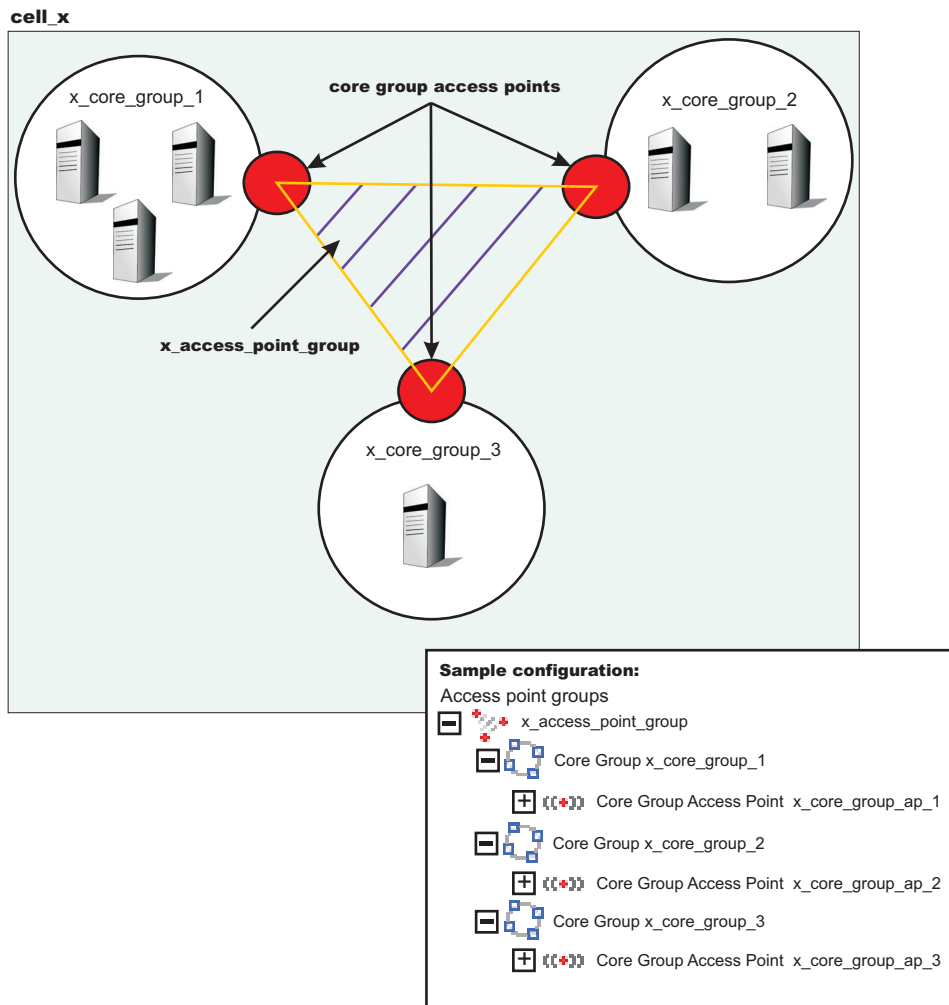 cell_x
x_core_group_1
core group access points
x_core_group_2
x_access_point_group
x_core_group_3
Sample configuration:
Access point groups
x_access_point_group
Core Group x_core_group_1
Core Group Access Point x_core_group_ap_1
Core Group x_core_group_2
Core Group Access Point x_core_group_ap_2
Core Group x_core_group_3
Core Group Access Point x_core_group_ap_3